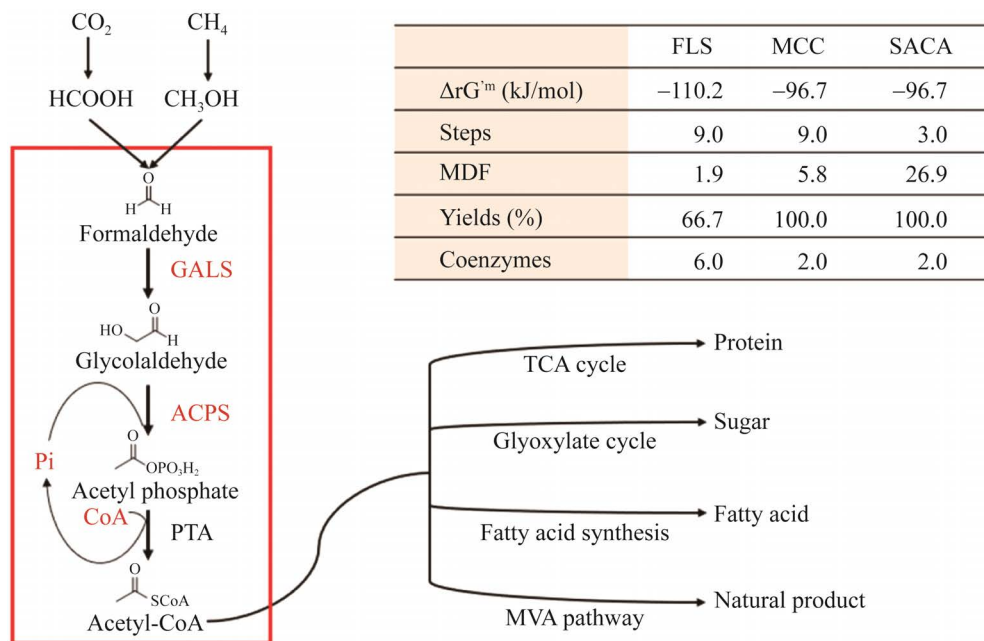 CO₂
CH₄
HCOOH
CH₃OH
O
H H
Formaldehyde
GALS
O
HO
H
Glycolaldehyde
ACPS
Pi
O
OPO₃H₂
Acetyl phosphate
CoA
PTA
O
SCoA
Acetyl-CoA
FLS MCC SACA
ΔrG'm (kJ/mol) −110.2 −96.7 −96.7
Steps 9.0 9.0 3.0
MDF 1.9 5.8 26.9
Yields (%) 66.7 100.0 100.0
Coenzymes 6.0 2.0 2.0
Protein
TCA cycle
Sugar
Glyoxylate cycle
Fatty acid
Fatty acid synthesis
Natural product
MVA pathway